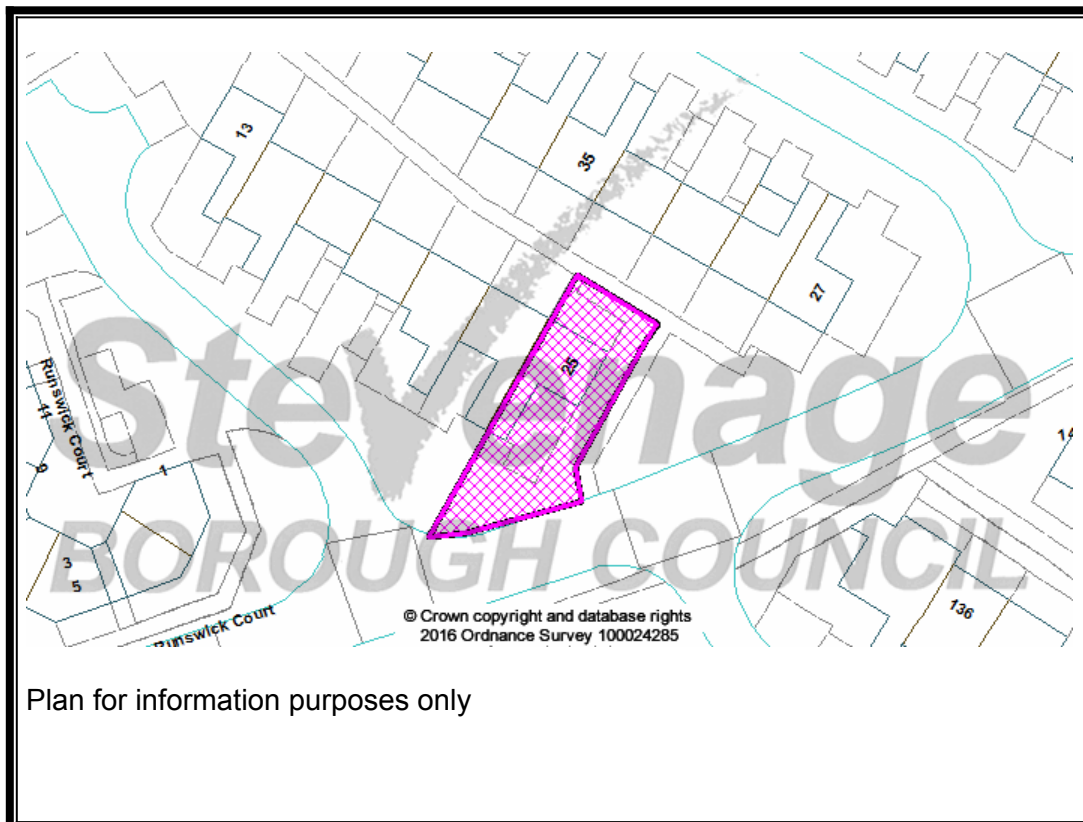 13
35
27
25
Stevenage
BOROUGH COUNCIL
Runswick Court
11
9
1
3
5
14
136
Runswick Court
© Crown copyright and database rights
2016 Ordnance Survey 100024285
Plan for information purposes only